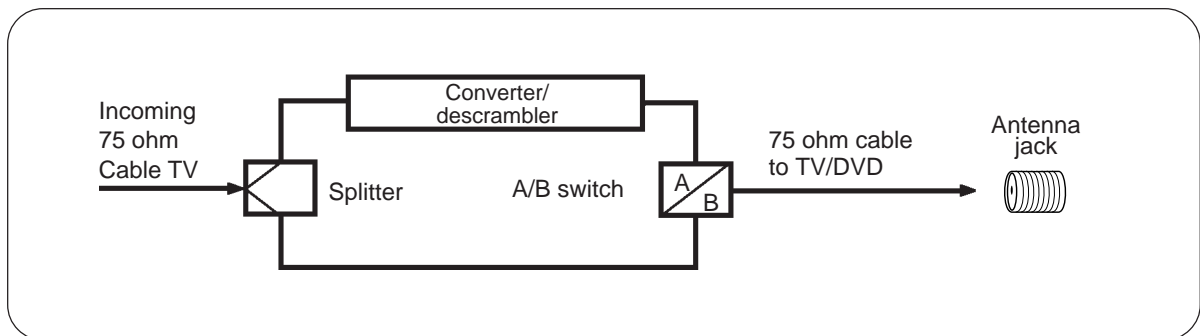 Incoming
75 ohm
Cable TV
Splitter
Converter/
descrambler
A/B switch
A
B
75 ohm cable
to TV/DVD
Antenna
jack